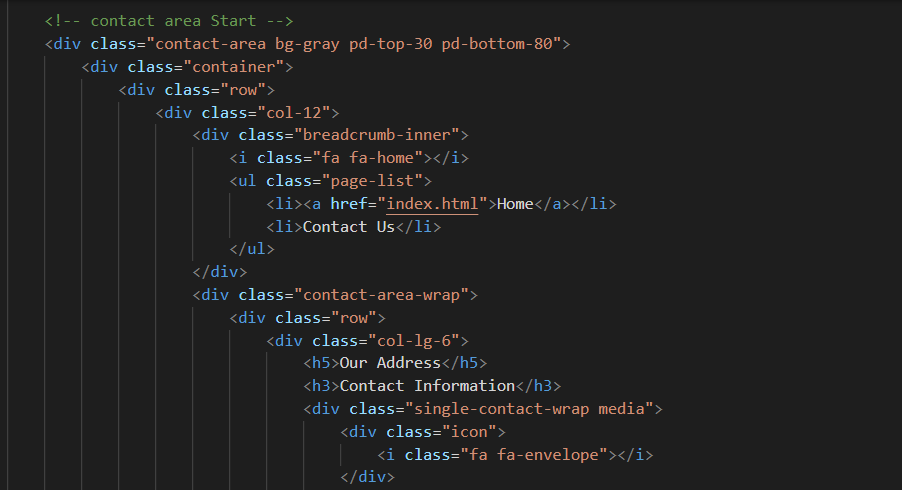 <!-- contact area Start -->
<div class="contact-area bg-gray pd-top-30 pd-bottom-80">
<div class="container">
<div class="row">
<div class="col-12">
<div class="breadcrumb-inner">
<i class="fa fa-home"></i>
<ul class="page-list">
<li><a href="index.html">Home</a></li>
<li>Contact Us</li>
</ul>
</div>
<div class="contact-area-wrap">
<div class="row">
<div class="col-lg-6">
<h5>Our Address</h5>
<h3>Contact Information</h3>
<div class="single-contact-wrap media">
<div class="icon">
<i class="fa fa-envelope"></i>
</div>